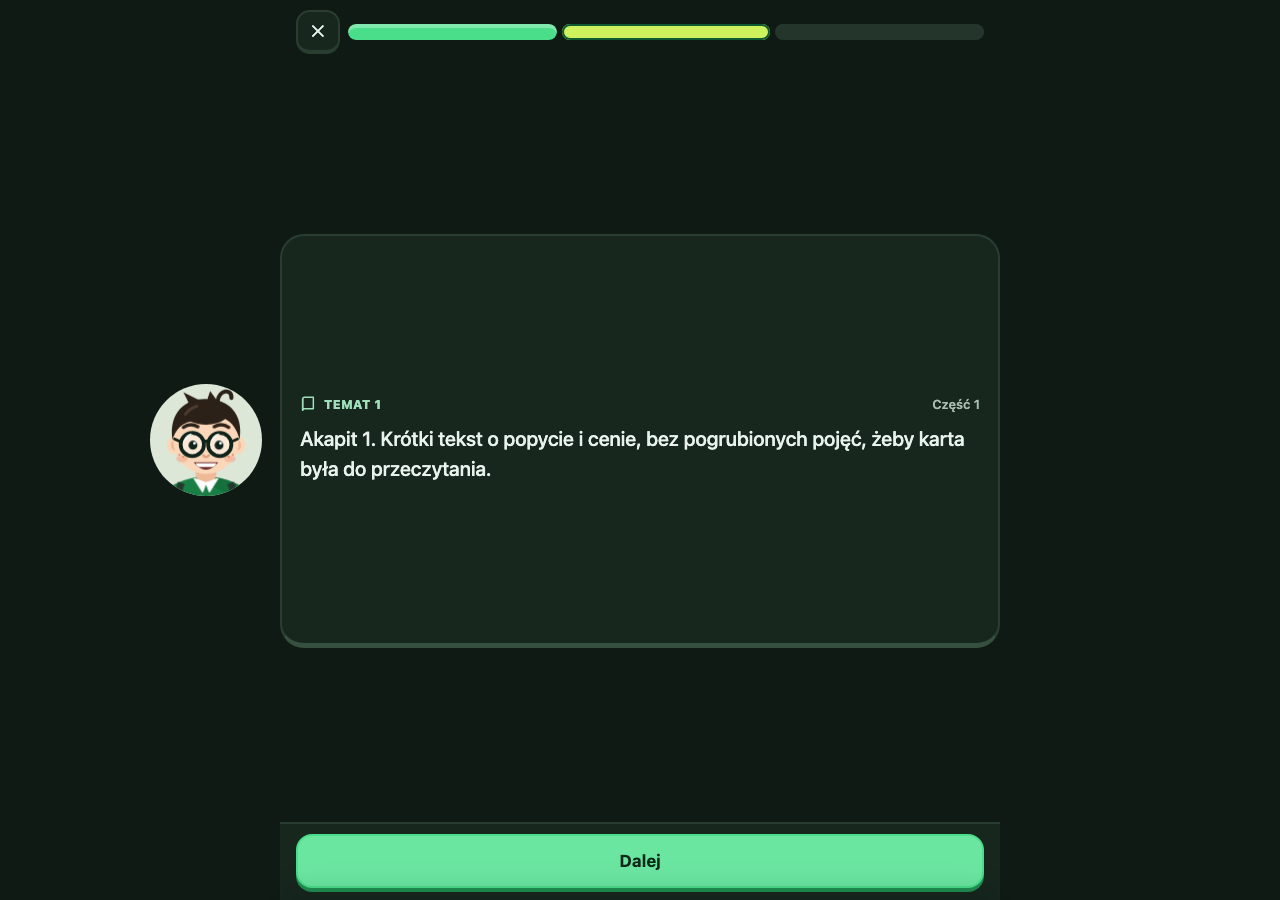 TEMAT 1
Część 1
Akapit 1. Krótki tekst o popycie i cenie, bez pogrubionych pojęć, żeby karta
była do przeczytania.
Dalej